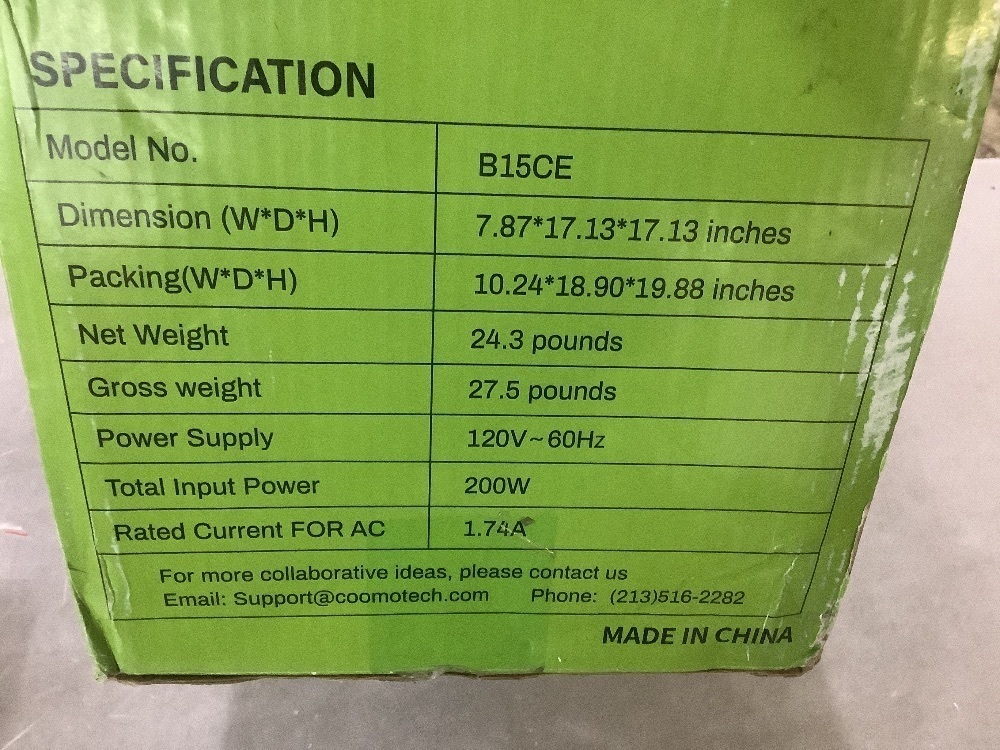 SPECIFICATION
Model No. B15CE
Dimension (W*D*H) 7.87*17.13*17.13 inches
Packing(W*D*H) 10.24*18.90*19.88 inches
Net Weight 24.3 pounds
Gross weight 27.5 pounds
Power Supply 120V~60Hz
Total Input Power 200W
Rated Current FOR AC 1.74A
For more collaborative ideas, please contact us
Email: Support@coomotech.com Phone: (213)516-2282
MADE IN CHINA